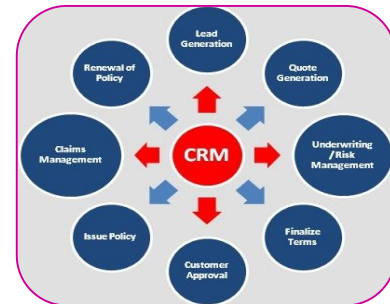 Lead
Generation
Renewal of
Policy
Quote
Generation
Claims
Management
CRM
Underwriting
/Risk
Management
Issue Policy
Finalize
Terms
Customer
Approval